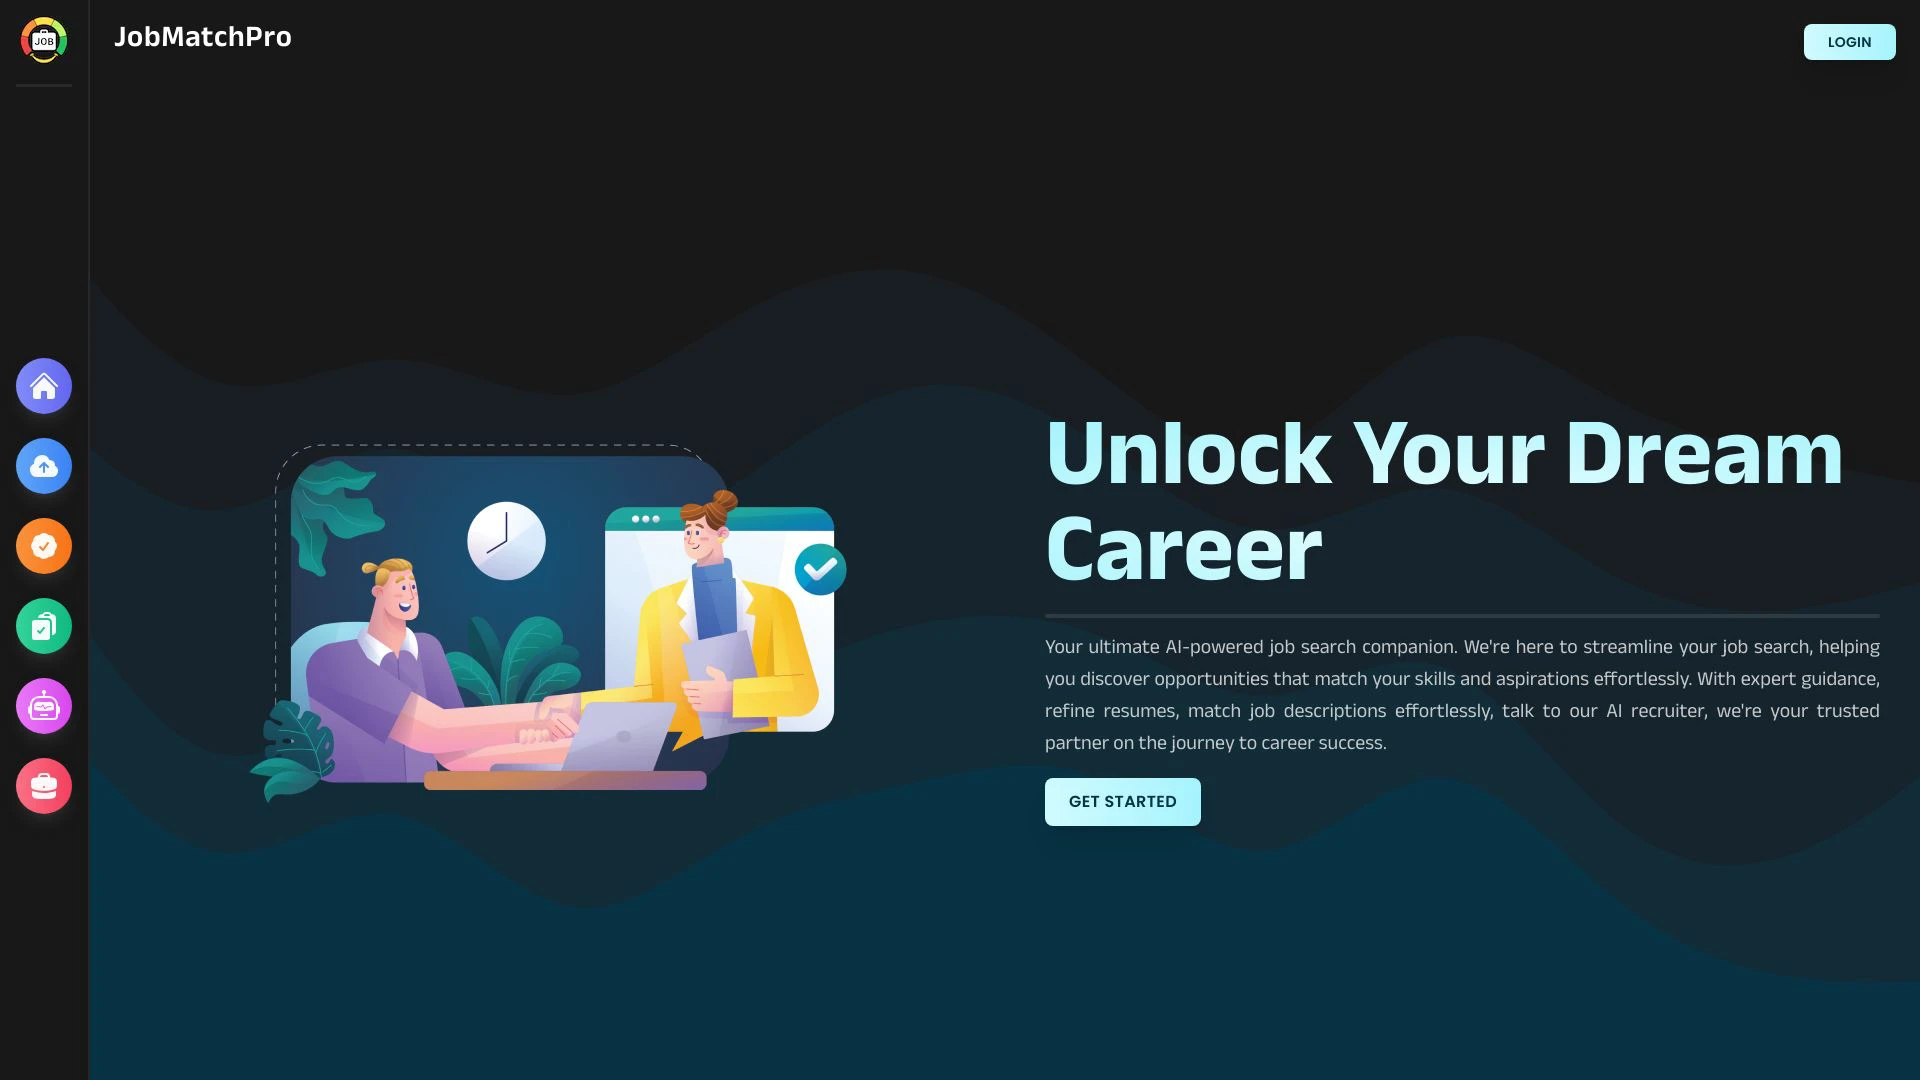 JOB
JobMatchPro
LOGIN
Unlock Your Dream
Career
Your ultimate AI-powered job search companion. We're here to streamline your job search, helping
you discover opportunities that match your skills and aspirations effortlessly. With expert guidance,
refine resumes, match job descriptions effortlessly, talk to our AI recruiter, we're your trusted
partner on the journey to career success.
GET STARTED